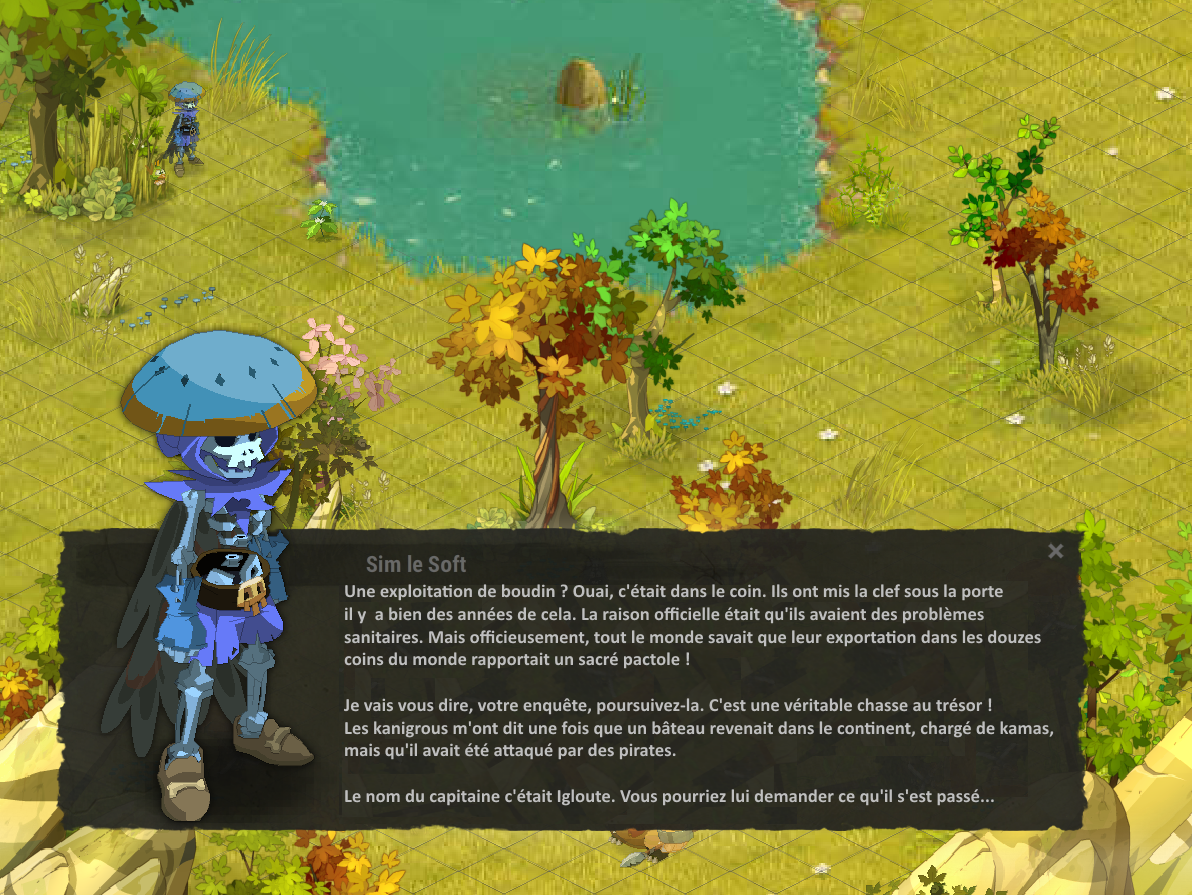 Sim le Soft
Une exploitation de boudin ? Ouai, c'était dans le coin. Ils ont mis la clef sous la porte
il y  a bien des années de cela. La raison officielle était qu'ils avaient des problèmes
sanitaires. Mais officieusement, tout le monde savait que leur exportation dans les douzes
coins du monde rapportait un sacré pactole !
Je vais vous dire, votre enquête, poursuivez-la. C'est une véritable chasse au trésor !
Les kanigrous m'ont dit une fois que un bâteau revenait dans le continent, chargé de kamas,
mais qu'il avait été attaqué par des pirates.
Le nom du capitaine c'était Igloute. Vous pourriez lui demander ce qu'il s'est passé...